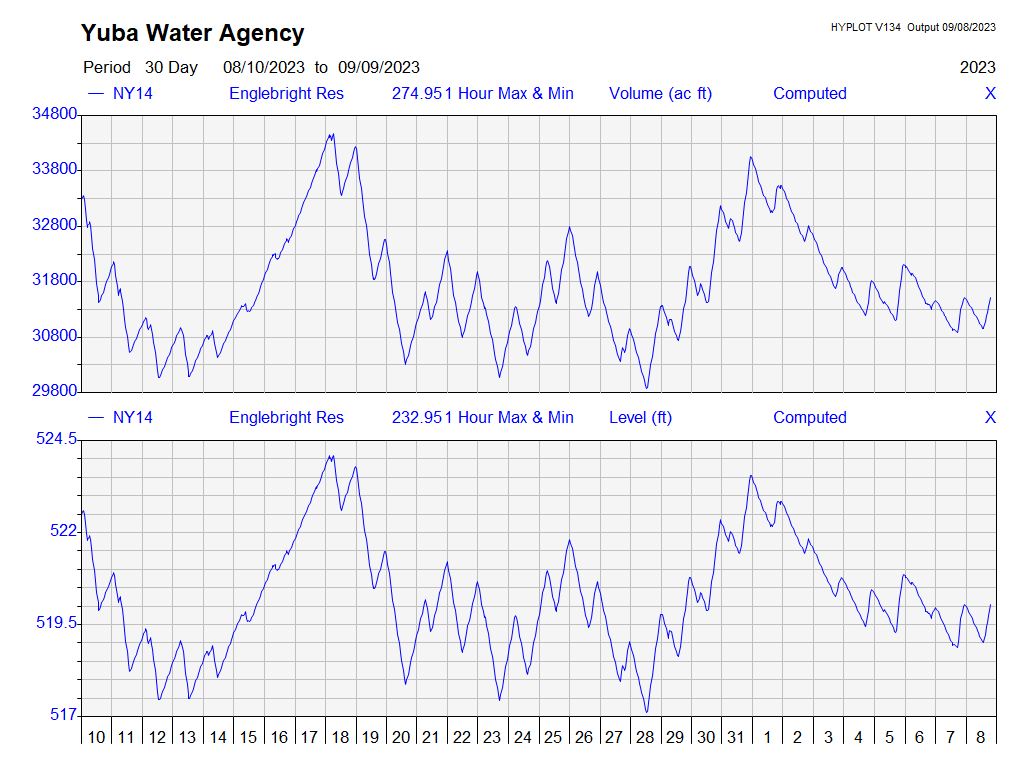 Yuba Water Agency
HYPLOT V134 Output 09/08/2023
Period 30 Day 08/10/2023 to 09/09/2023 2023
NY14 Englebright Res 274.951 Hour Max & Min Volume (ac ft) Computed X
34800
33800
32800
31800
30800
29800
NY14 Englebright Res 232.951 Hour Max & Min Level (ft) Computed X
524.5
522
519.5
517
10 11 12 13 14 15 16 17 18 19 20 21 22 23 24 25 26 27 28 29 30 31 1 2 3 4 5 6 7 8